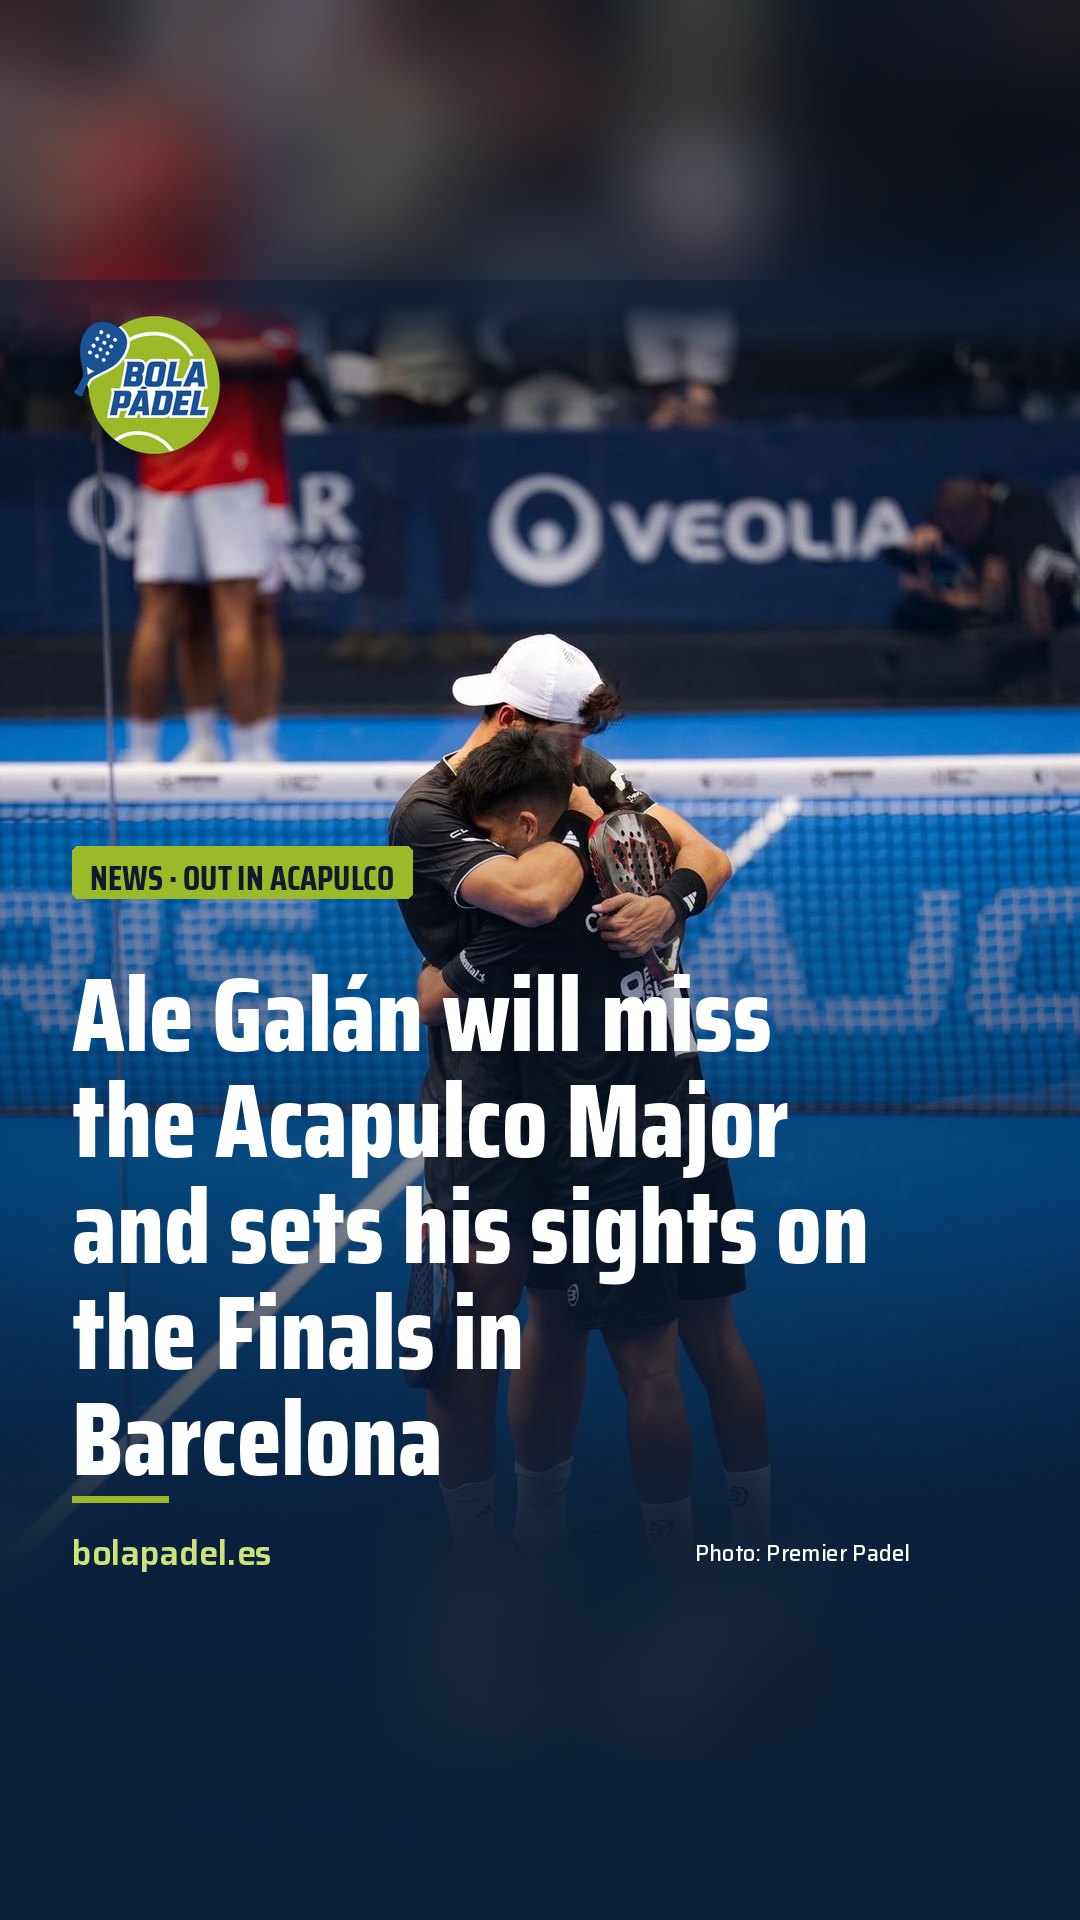 BOLA
PÁDEL
VEOLIA
NEWS · OUT IN ACAPULCO
Ale Galán will miss
the Acapulco Major
and sets his sights on
the Finals in
Barcelona
bolapadel.es
Photo: Premier Padel